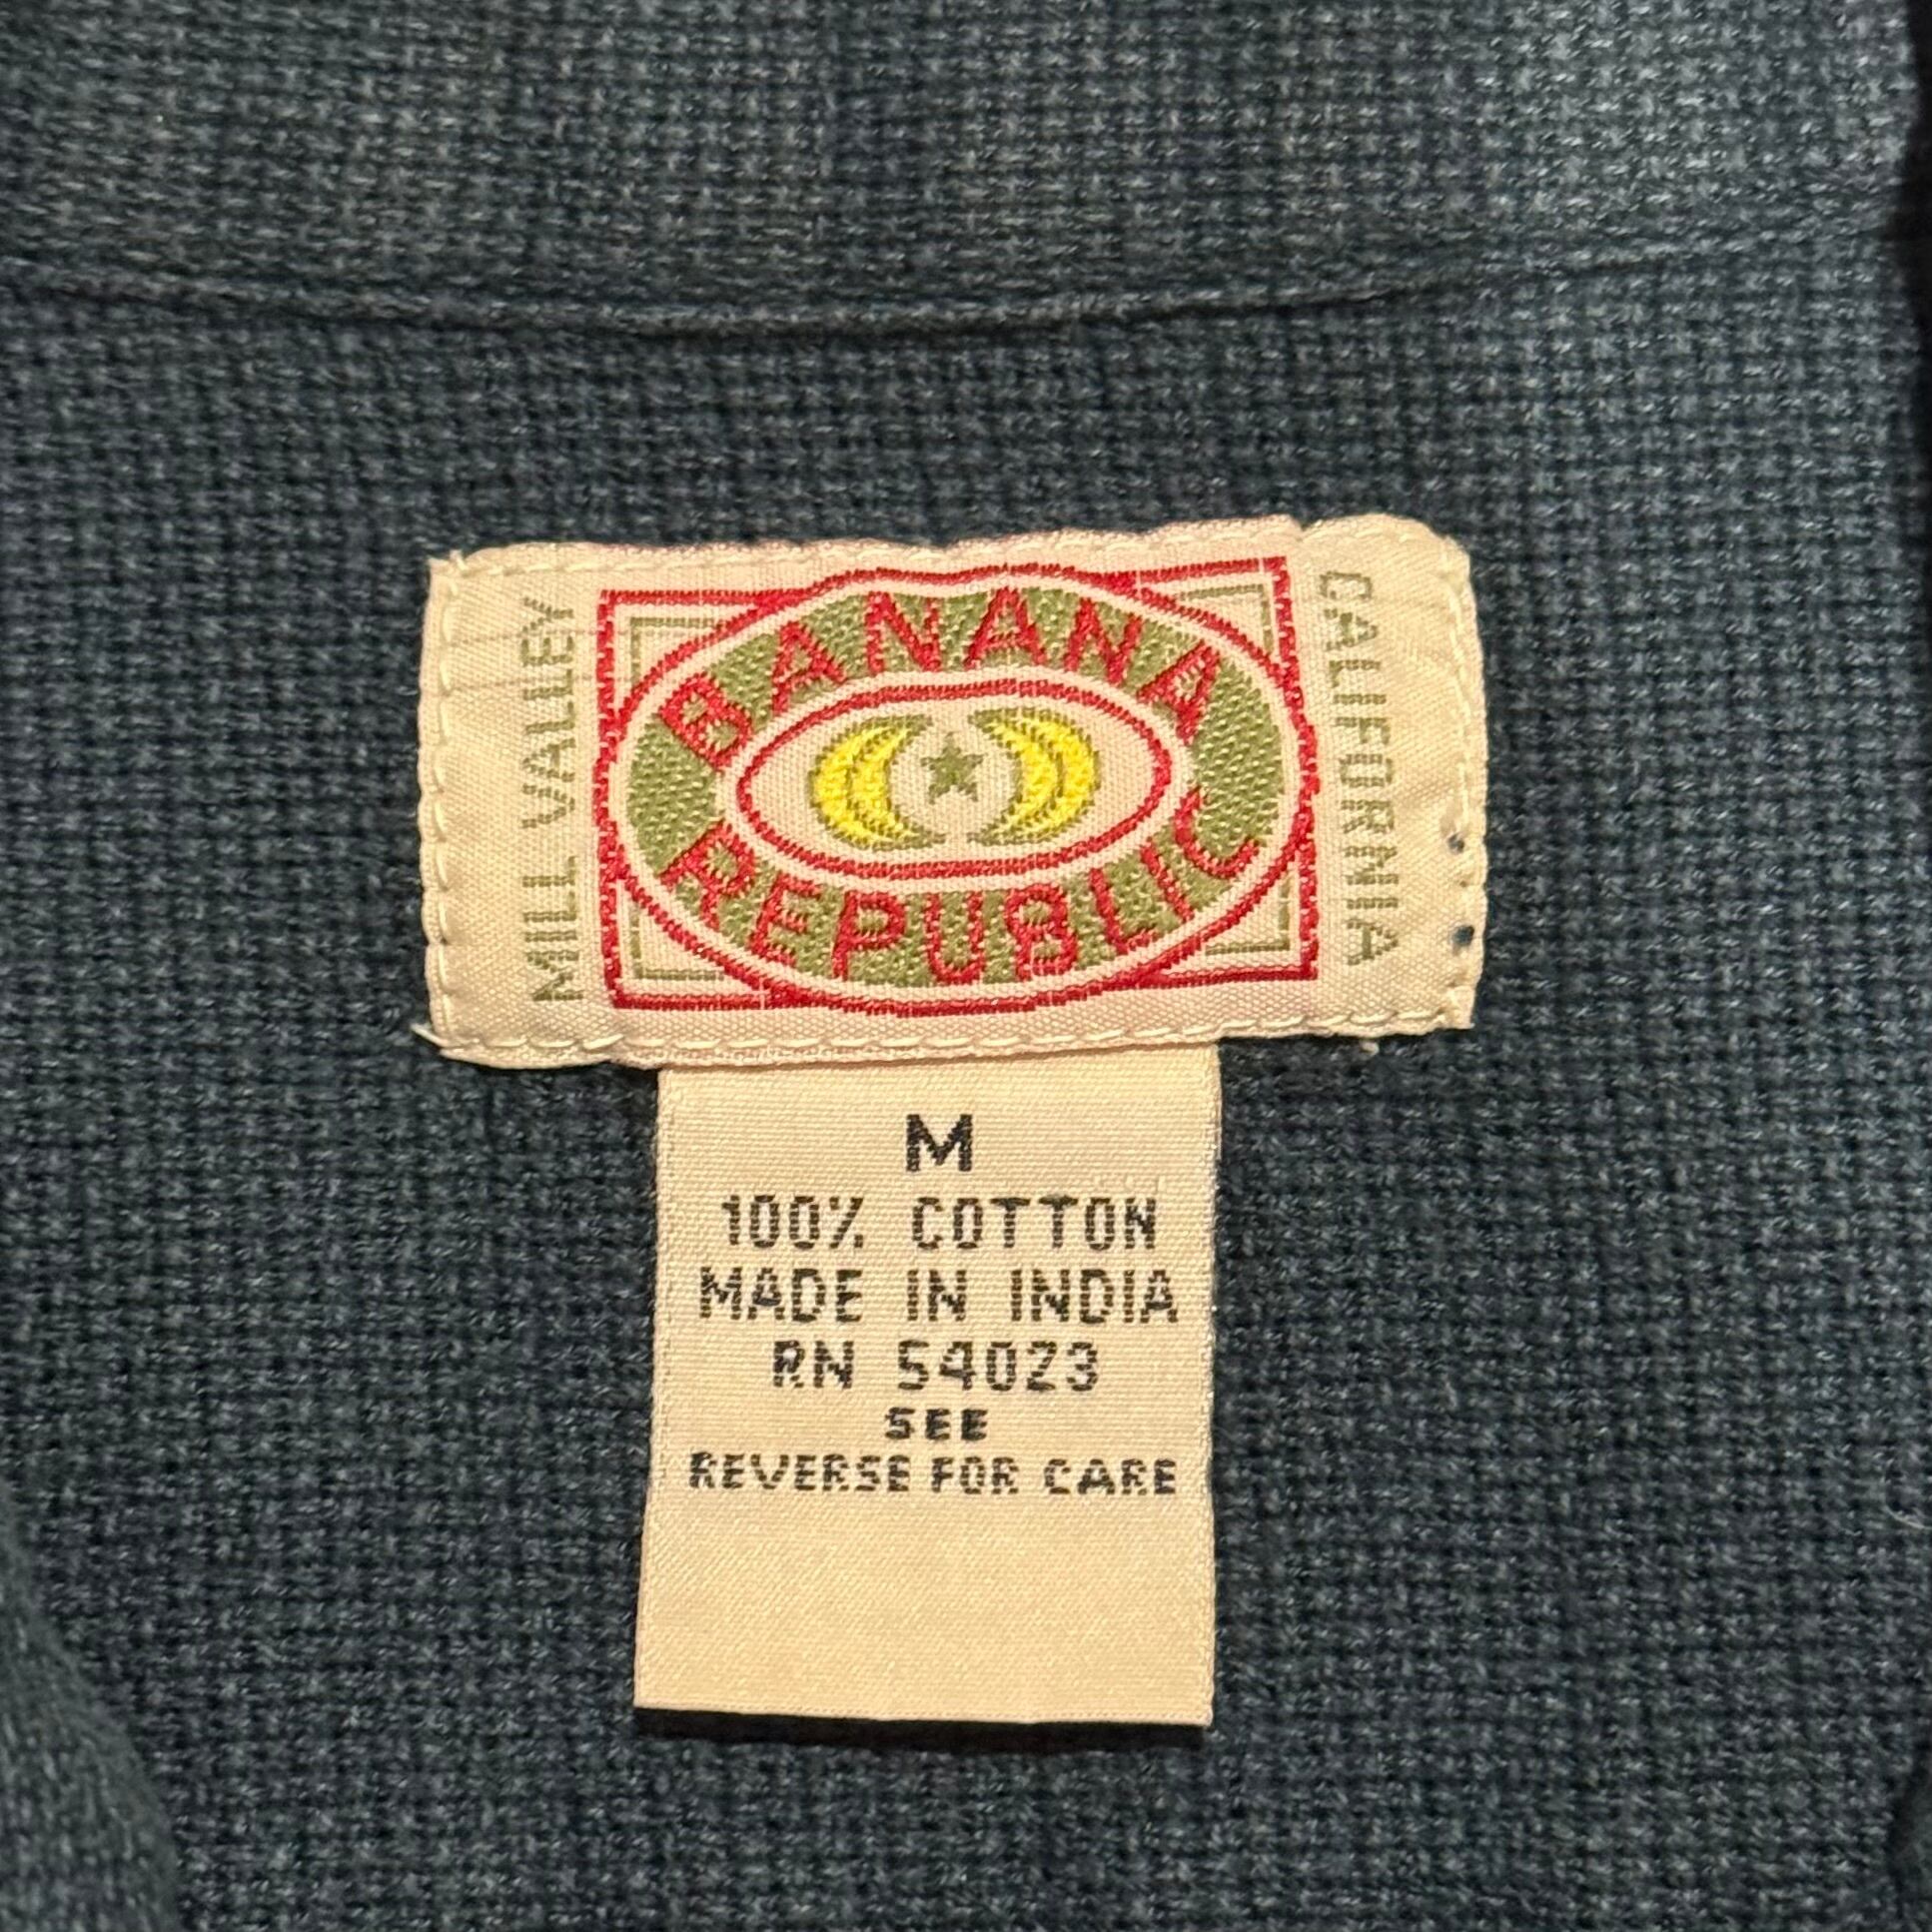 MILL VALLEY
BANANA
REPUBLIC
CALIFORNIA
M
100% COTTON
MADE IN INDIA
RN 54023
SEE
REVERSE FOR CARE